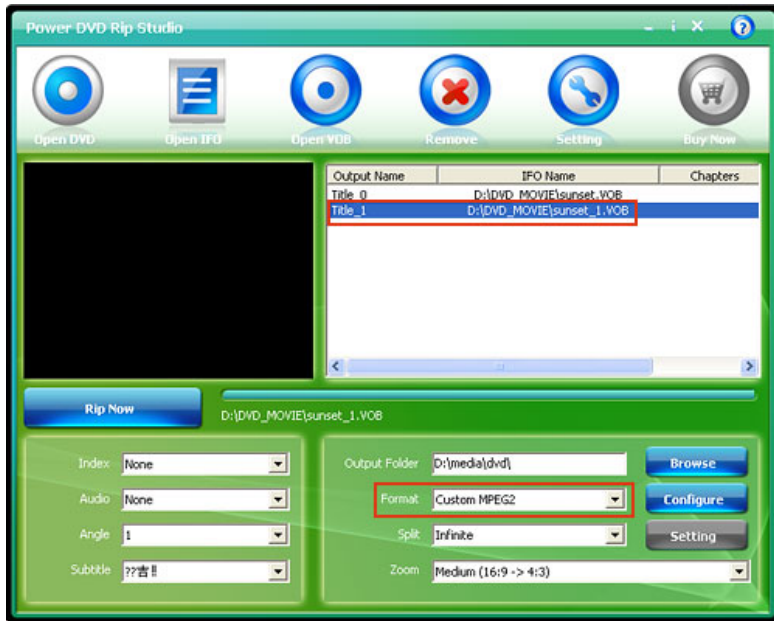 Power DVD Rip Studio
Open DVD
Open IFO
Open VOB
Remove
Setting
Buy Now
Output Name IFO Name Chapters
Title_0 D:\DVD_MOVIE\sunset.VOB
Title_1 D:\DVD_MOVIE\sunset_1.VOB
Rip Now
D:\DVD_MOVIE\sunset_1.VOB
Index None
Audio None
Angle 1
Subtitle ??吉‼
Output Folder D:\media\dvd\ Browse
Format Custom MPEG2 Configure
Split Infinite Setting
Zoom Medium (16:9 -> 4:3)